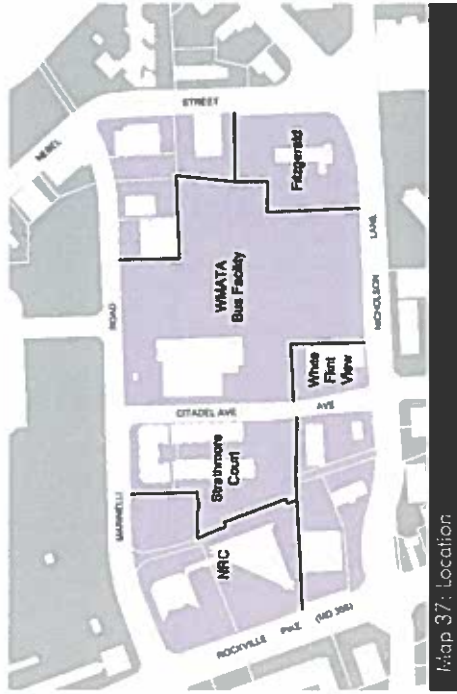 NEBEL
STREET
MARINELLI
ROAD
WMATA
Bus Facility
Fitzgerald
CITADEL AVE
AVE
Strathmore
Court
White
Flint
View
NRC
NICHOLSON
LANE
ROCKVILLE PIKE (MD 355)
Map 37: Location